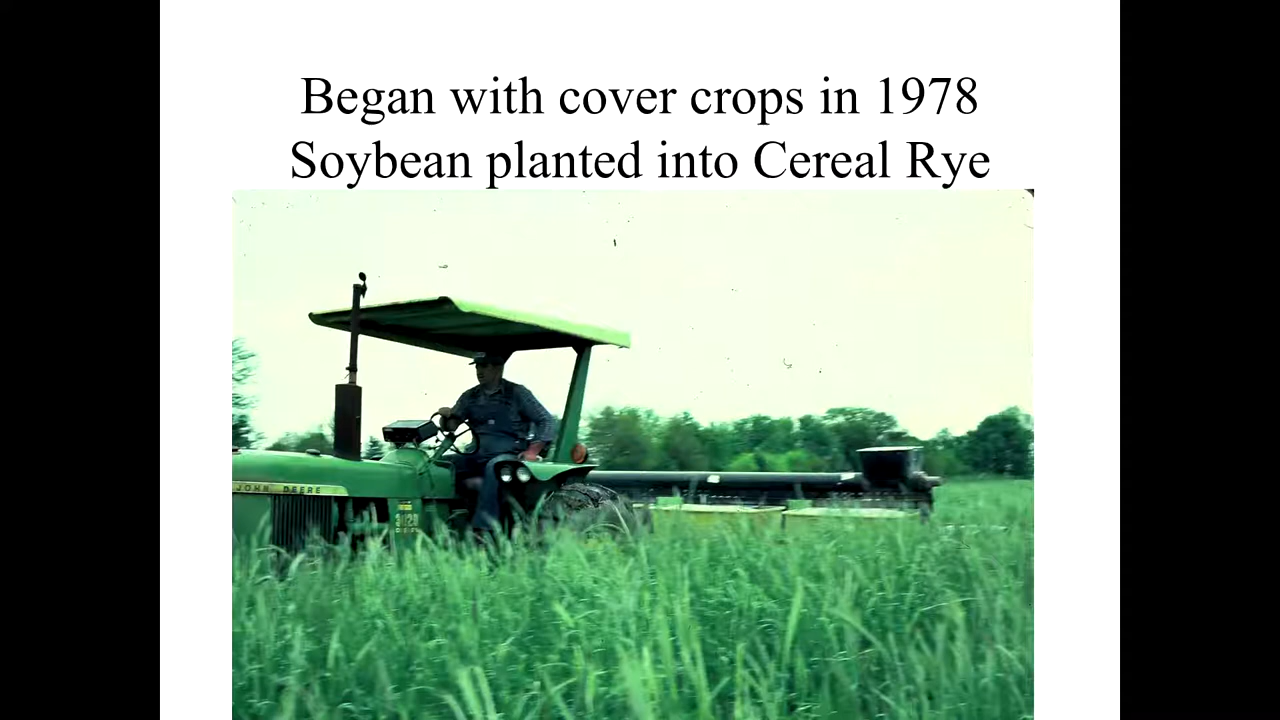 Began with cover crops in 1978
Soybean planted into Cereal Rye
JOHN DEERE